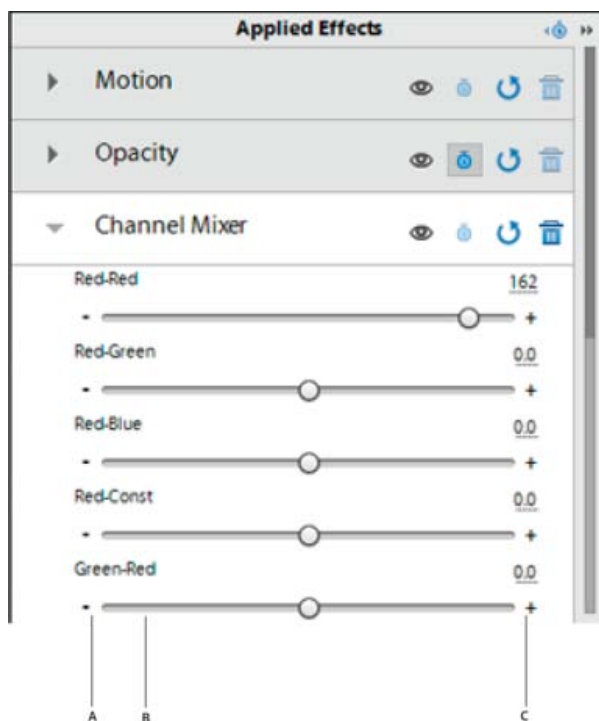 Applied Effects
Motion
Opacity
Channel Mixer
Red-Red 162
- +
Red-Green 0.0
- +
Red-Blue 0.0
- +
Red-Const 0.0
- +
Green-Red 0.0
- +
A B C